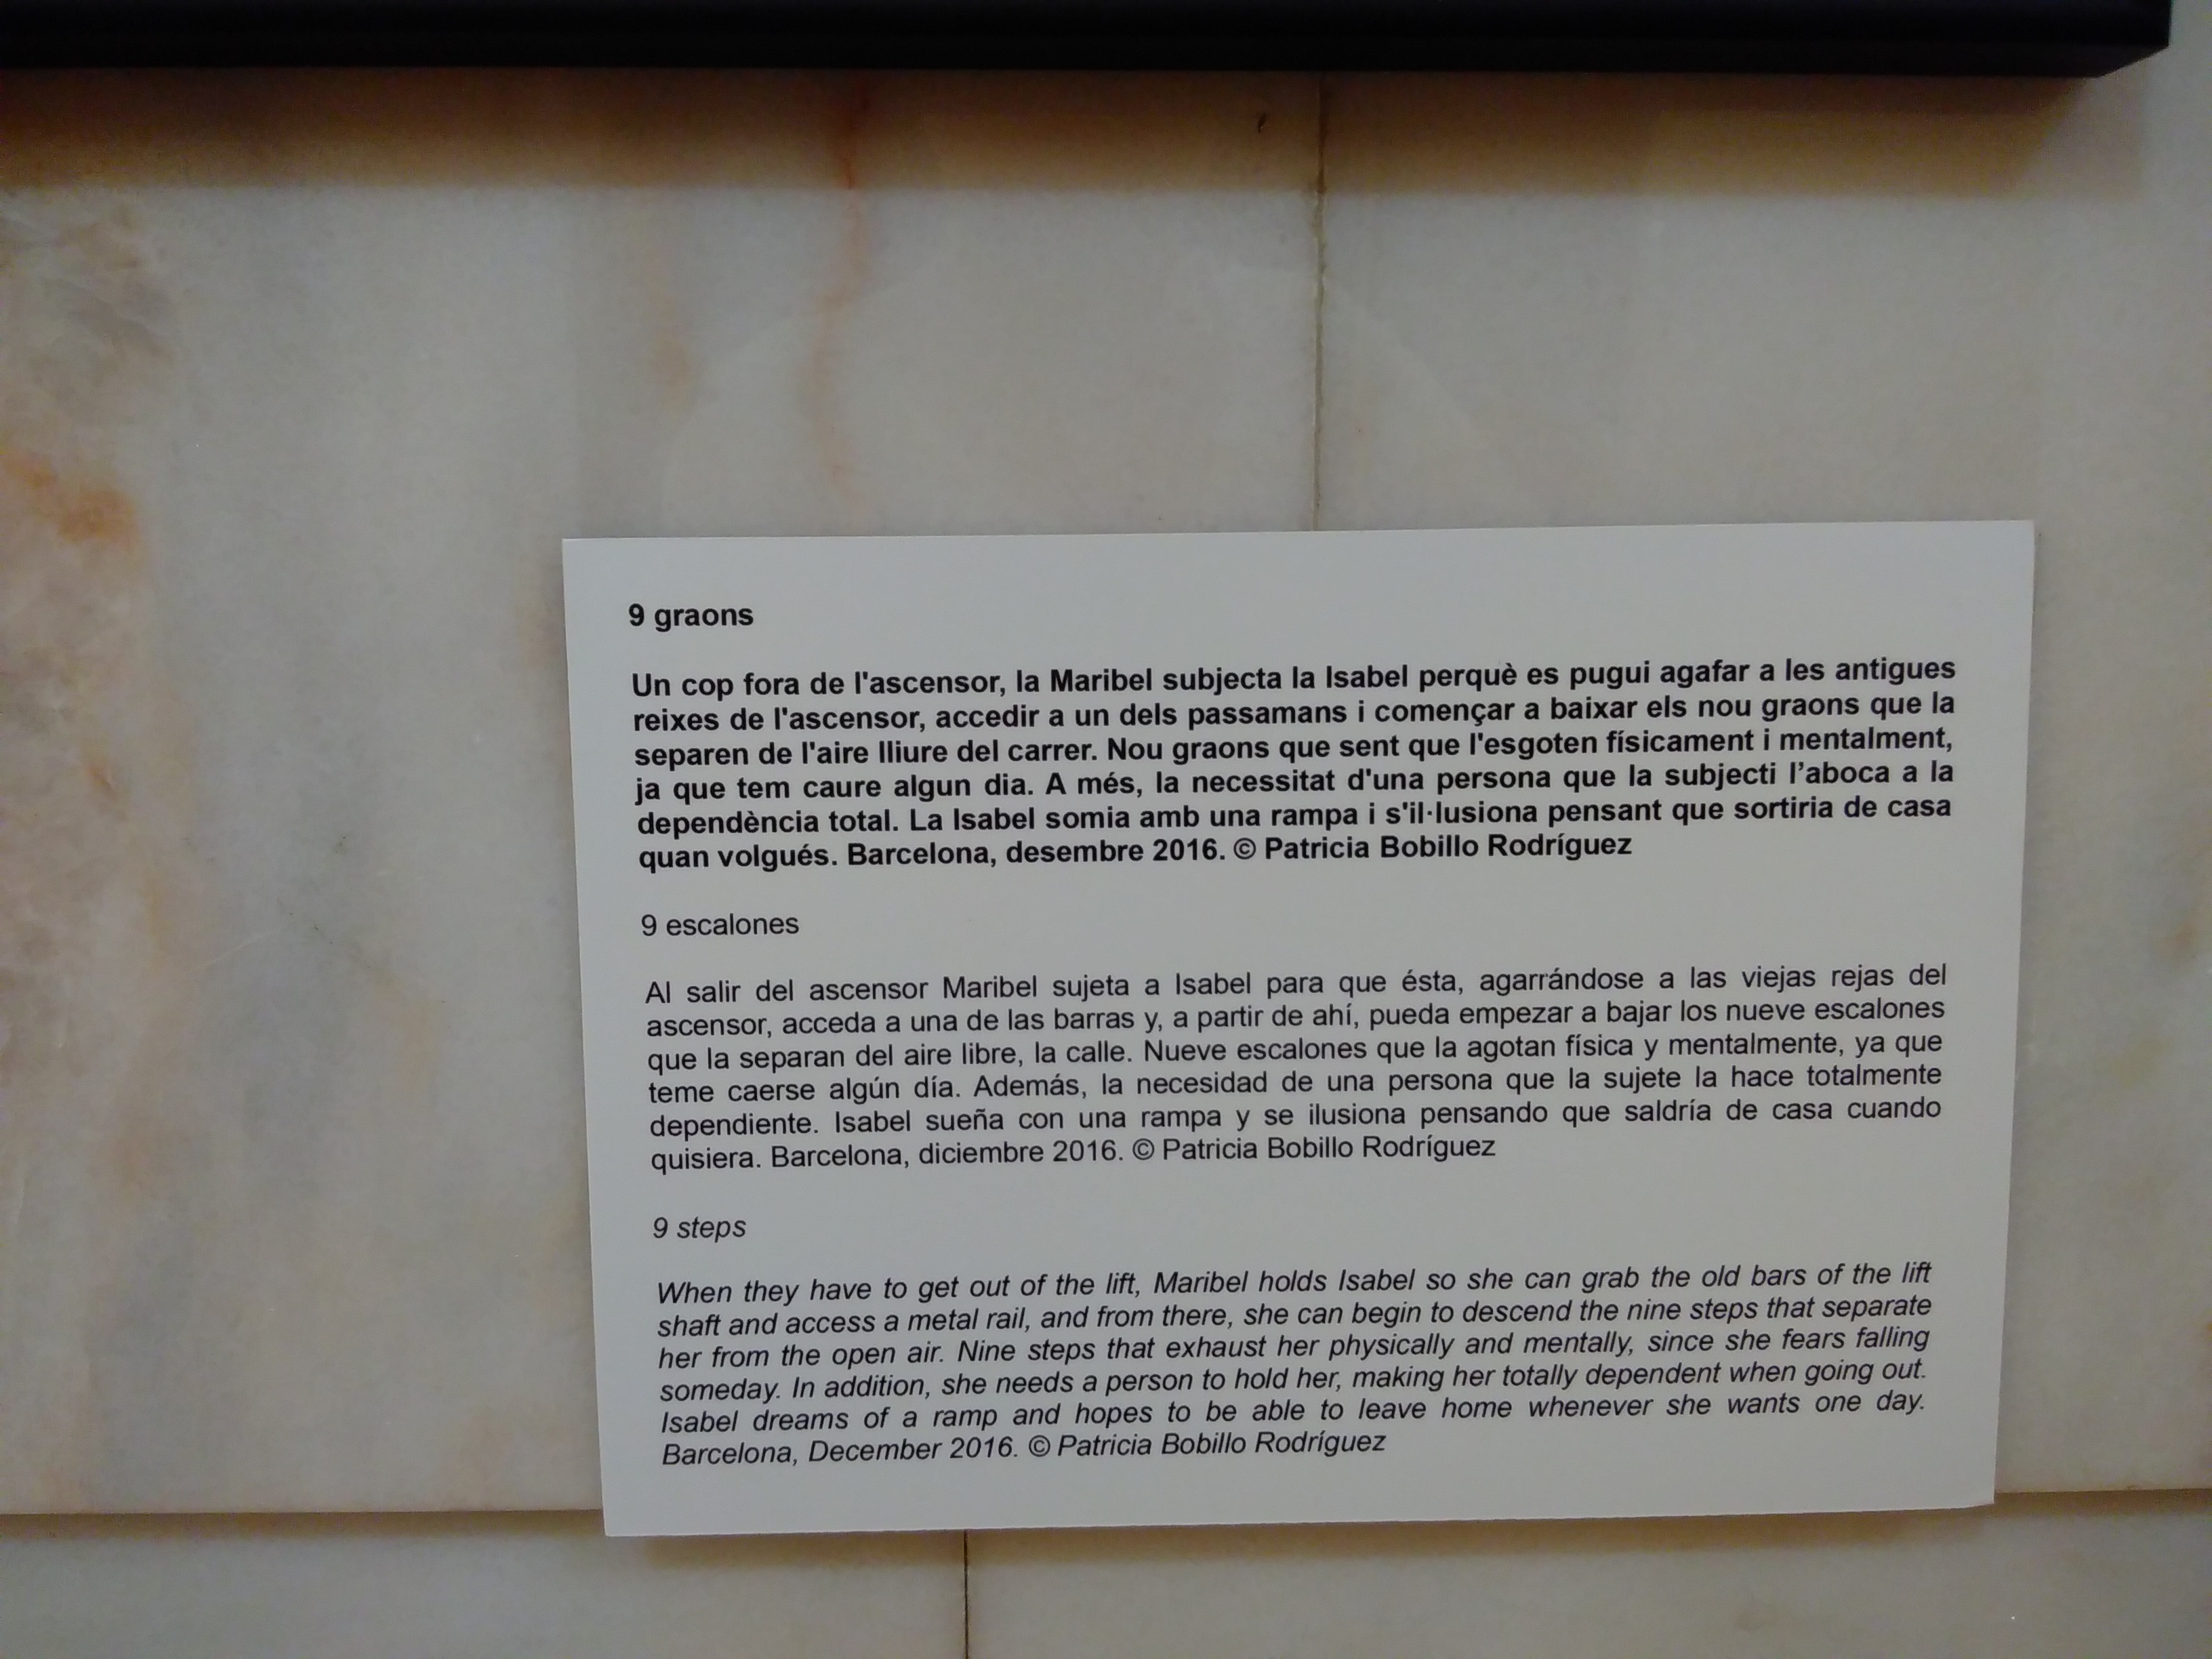 9 graons
Un cop fora de l'ascensor, la Maribel subjecta la Isabel perquè es pugui agafar a les antigues
reixes de l'ascensor, accedir a un dels passamans i començar a baixar els nou graons que la
separen de l'aire lliure del carrer. Nou graons que sent que l'esgoten físicament i mentalment,
ja que tem caure algun dia. A més, la necessitat d'una persona que la subjecti l’aboca a la
dependència total. La Isabel somia amb una rampa i s'il·lusiona pensant que sortiria de casa
quan volgués. Barcelona, desembre 2016. © Patricia Bobillo Rodríguez
9 escalones
Al salir del ascensor Maribel sujeta a Isabel para que ésta, agarrándose a las viejas rejas del
ascensor, acceda a una de las barras y, a partir de ahí, pueda empezar a bajar los nueve escalones
que la separan del aire libre, la calle. Nueve escalones que la agotan física y mentalmente, ya que
teme caerse algún día. Además, la necesidad de una persona que la sujete la hace totalmente
dependiente. Isabel sueña con una rampa y se ilusiona pensando que saldría de casa cuando
quisiera. Barcelona, diciembre 2016. © Patricia Bobillo Rodríguez
9 steps
When they have to get out of the lift, Maribel holds Isabel so she can grab the old bars of the lift
shaft and access a metal rail, and from there, she can begin to descend the nine steps that separate
her from the open air. Nine steps that exhaust her physically and mentally, since she fears falling
someday. In addition, she needs a person to hold her, making her totally dependent when going out.
Isabel dreams of a ramp and hopes to be able to leave home whenever she wants one day.
Barcelona, December 2016. © Patricia Bobillo Rodríguez